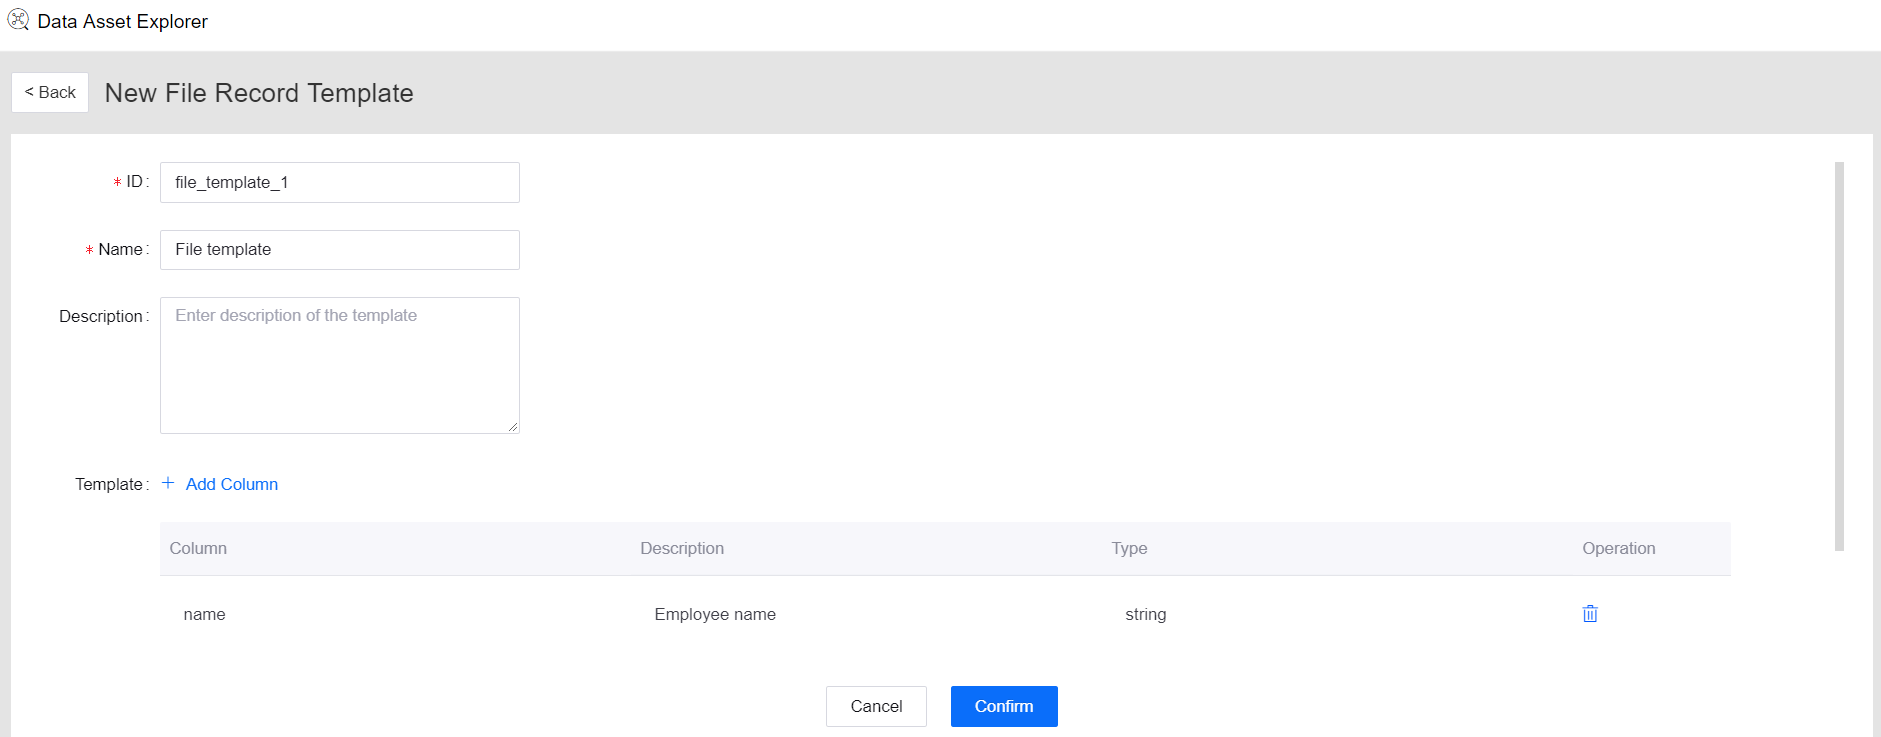 Data Asset Explorer
< Back New File Record Template
* ID: file_template_1
* Name: File template
Description: Enter description of the template
Template: + Add Column
Column Description Type Operation
name Employee name string
Cancel Confirm